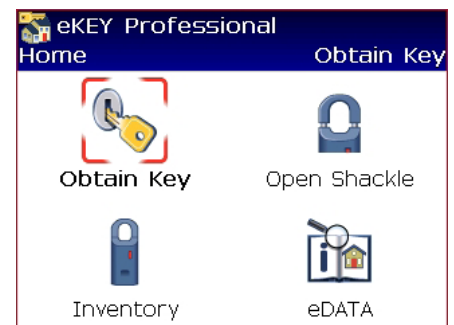 eKEY Professional
Home Obtain Key
Obtain Key Open Shackle
Inventory eDATA